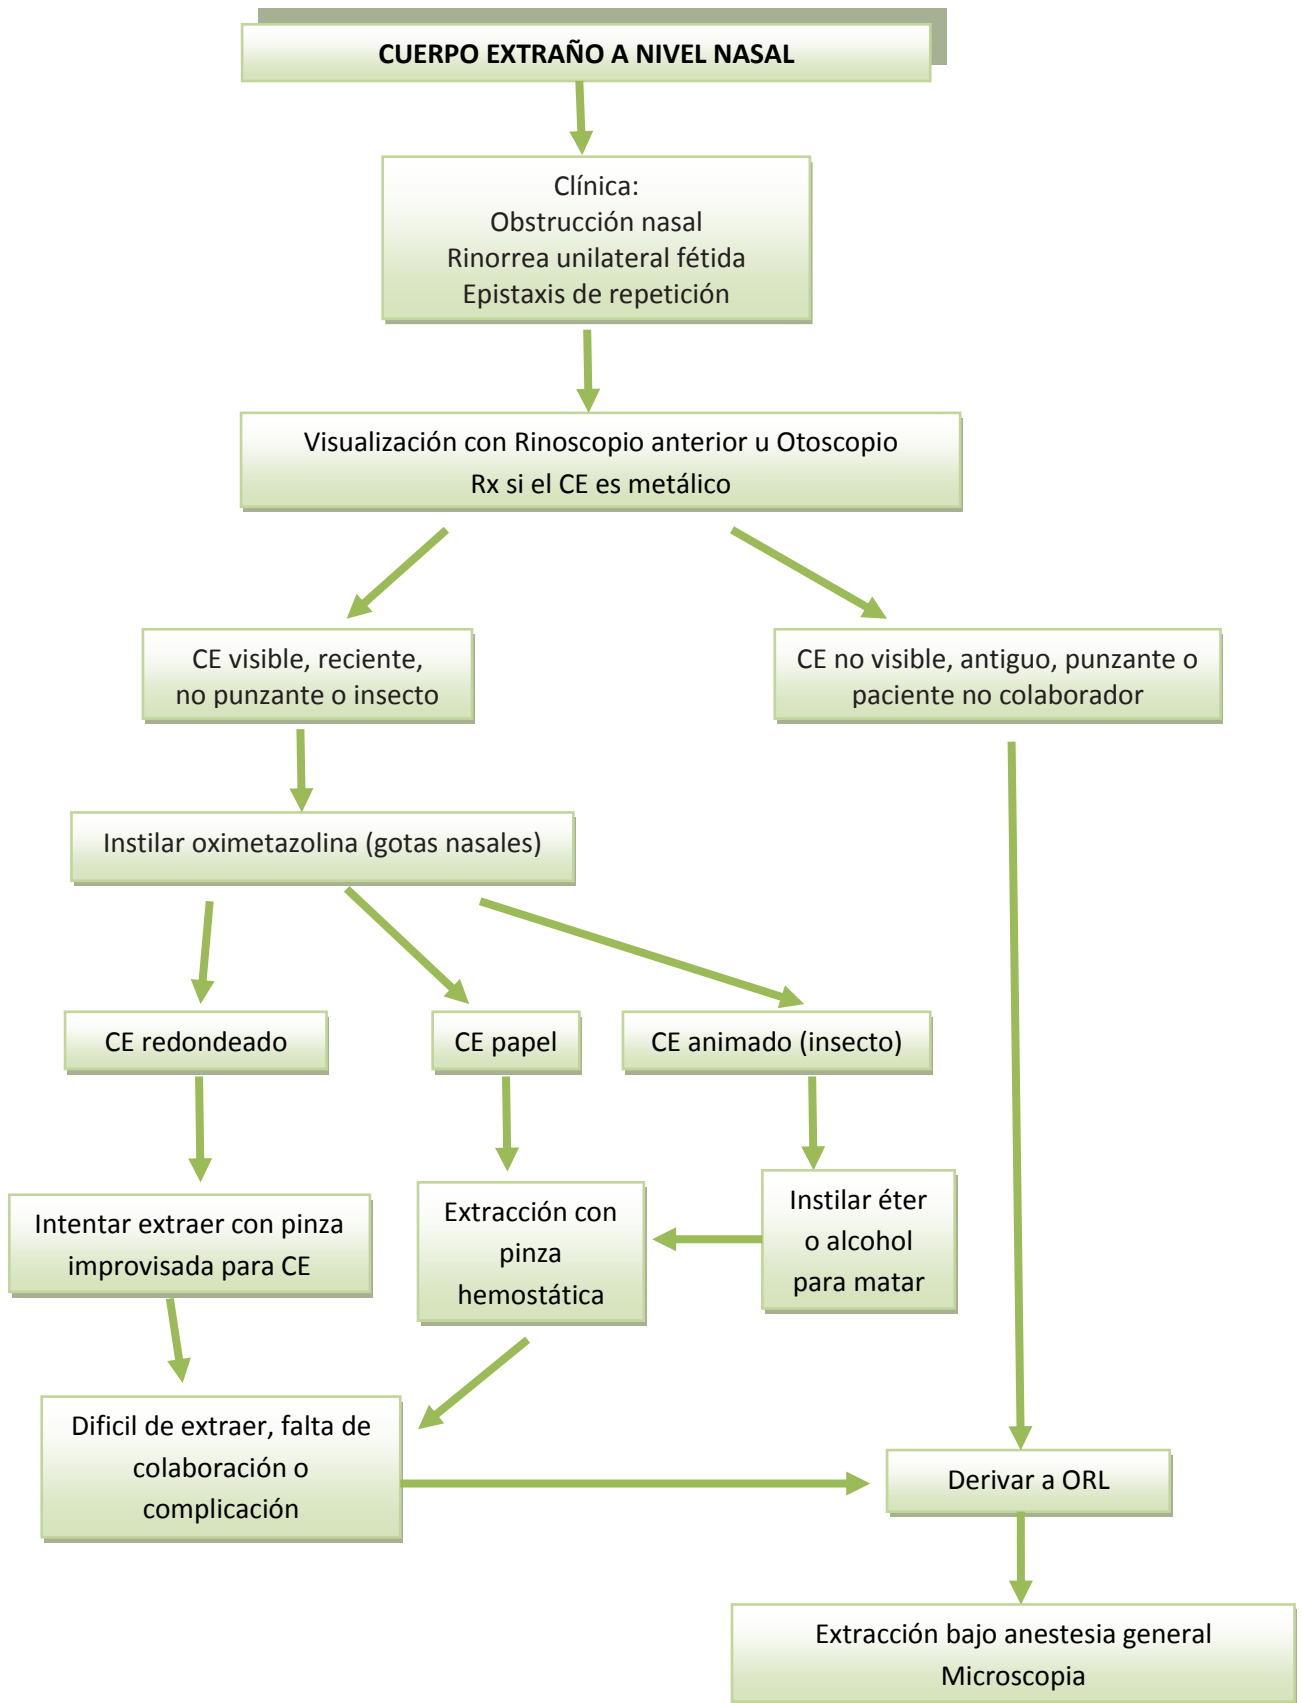 CUERPO EXTRAÑO A NIVEL NASAL
Clínica:
Obstrucción nasal
Rinorrea unilateral fétida
Epistaxis de repetición
Visualización con Rinoscopio anterior u Otoscopio
Rx si el CE es metálico
CE visible, reciente,
no punzante o insecto
CE no visible, antiguo, punzante o
paciente no colaborador
Instilar oximetazolina (gotas nasales)
CE redondeado
CE papel
CE animado (insecto)
Intentar extraer con pinza
improvisada para CE
Extracción con
pinza
hemostática
Instilar éter
o alcohol
para matar
Dificil de extraer, falta de
colaboración o
complicación
Derivar a ORL
Extracción bajo anestesia general
Microscopia